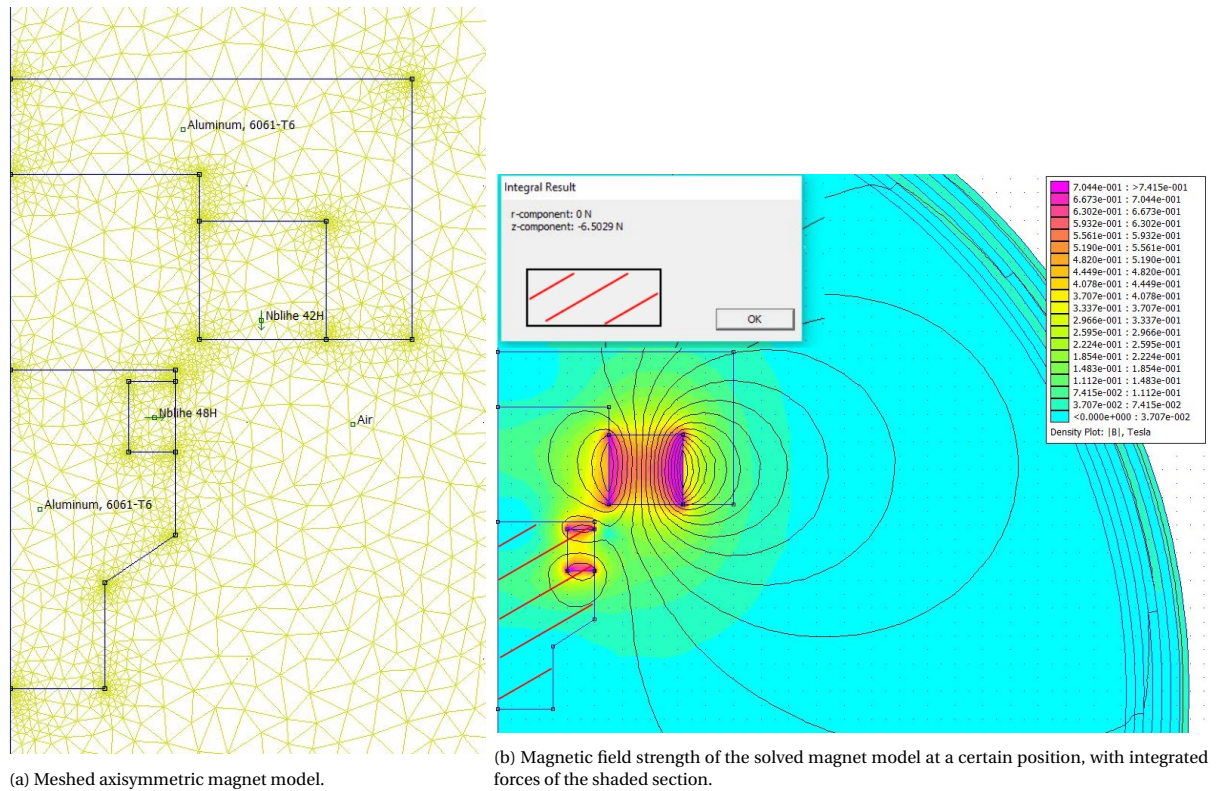 Aluminum, 6061-T6
Nblihe 42H
Nblihe 48H
Air
Aluminum, 6061-T6
(a) Meshed axisymmetric magnet model.
Integral Result
r-component: 0 N
z-component: -6.5029 N
OK
7.044e-001 : >7.415e-001
6.673e-001 : 7.044e-001
6.302e-001 : 6.673e-001
5.932e-001 : 6.302e-001
5.561e-001 : 5.932e-001
5.190e-001 : 5.561e-001
4.820e-001 : 5.190e-001
4.449e-001 : 4.820e-001
4.078e-001 : 4.449e-001
3.707e-001 : 4.078e-001
3.337e-001 : 3.707e-001
2.966e-001 : 3.337e-001
2.595e-001 : 2.966e-001
2.224e-001 : 2.595e-001
1.854e-001 : 2.224e-001
1.483e-001 : 1.854e-001
1.112e-001 : 1.483e-001
7.415e-002 : 1.112e-001
3.707e-002 : 7.415e-002
<0.000e+000 : 3.707e-002
Density Plot: |B|, Tesla
(b) Magnetic field strength of the solved magnet model at a certain position, with integrated
forces of the shaded section.